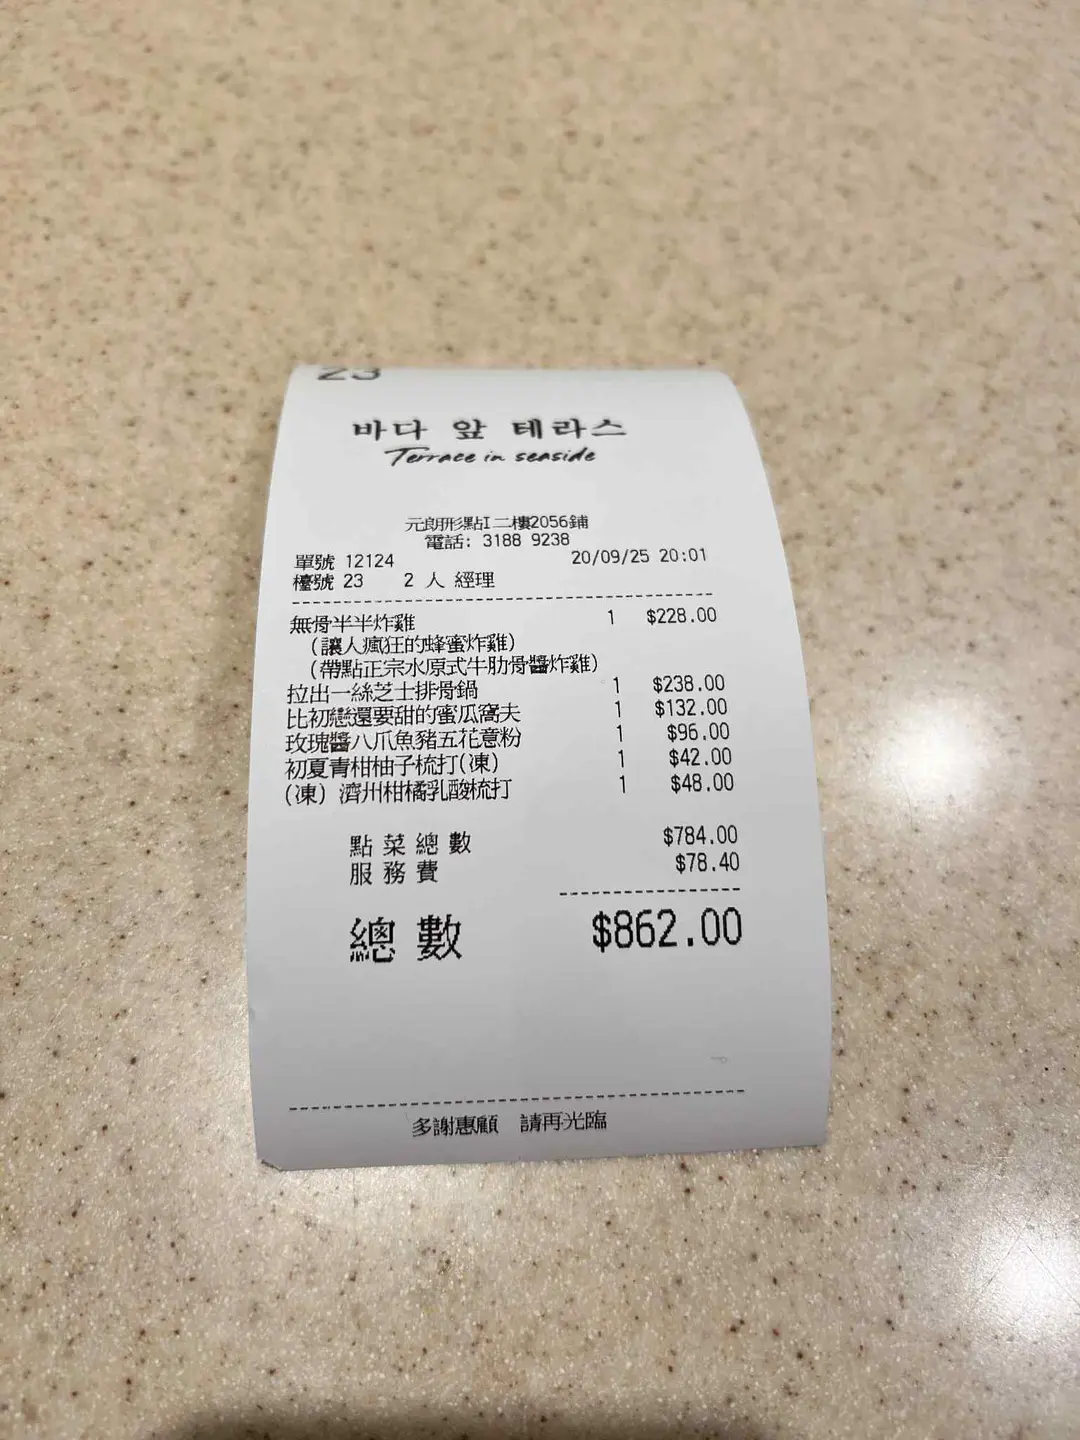 23
바다 앞 테라스
Terrace in seaside
元朗形點I二樓2056鋪
電話: 3188 9238
單號 12124 20/09/25 20:01
檯號 23 2 人 經理
無骨半半炸雞 1 $228.00
(讓人瘋狂的蜂蜜炸雞)
(帶點正宗水原式牛肋骨醬炸雞)
拉出一絲芝士排骨鍋 1 $238.00
比初戀還要甜的蜜瓜窩夫 1 $132.00
玫瑰醬八爪魚豬五花意粉 1 $96.00
初夏青柑柚子梳打(凍) 1 $42.00
(凍) 濟州柑橘乳酸梳打 1 $48.00
點菜總數 $784.00
服務費 $78.40
總數 $862.00
多謝惠顧 請再光臨